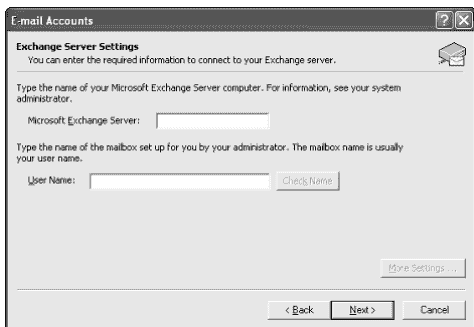 E-mail Accounts
Exchange Server Settings
You can enter the required information to connect to your Exchange server.
Type the name of your Microsoft Exchange Server computer. For information, see your system
administrator.
Microsoft Exchange Server:
Type the name of the mailbox set up for you by your administrator. The mailbox name is usually
your user name.
User Name:
Check Name
More Settings ...
< Back
Next >
Cancel